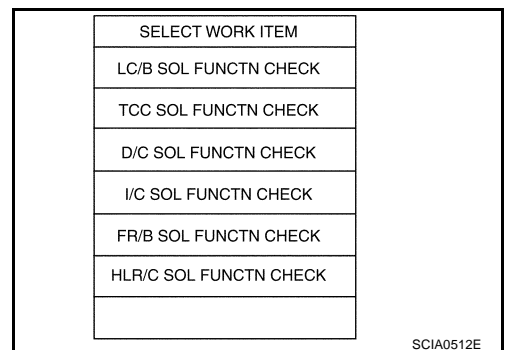 SELECT WORK ITEM
LC/B SOL FUNCTN CHECK
TCC SOL FUNCTN CHECK
D/C SOL FUNCTN CHECK
I/C SOL FUNCTN CHECK
FR/B SOL FUNCTN CHECK
HLR/C SOL FUNCTN CHECK
SCIA0512E